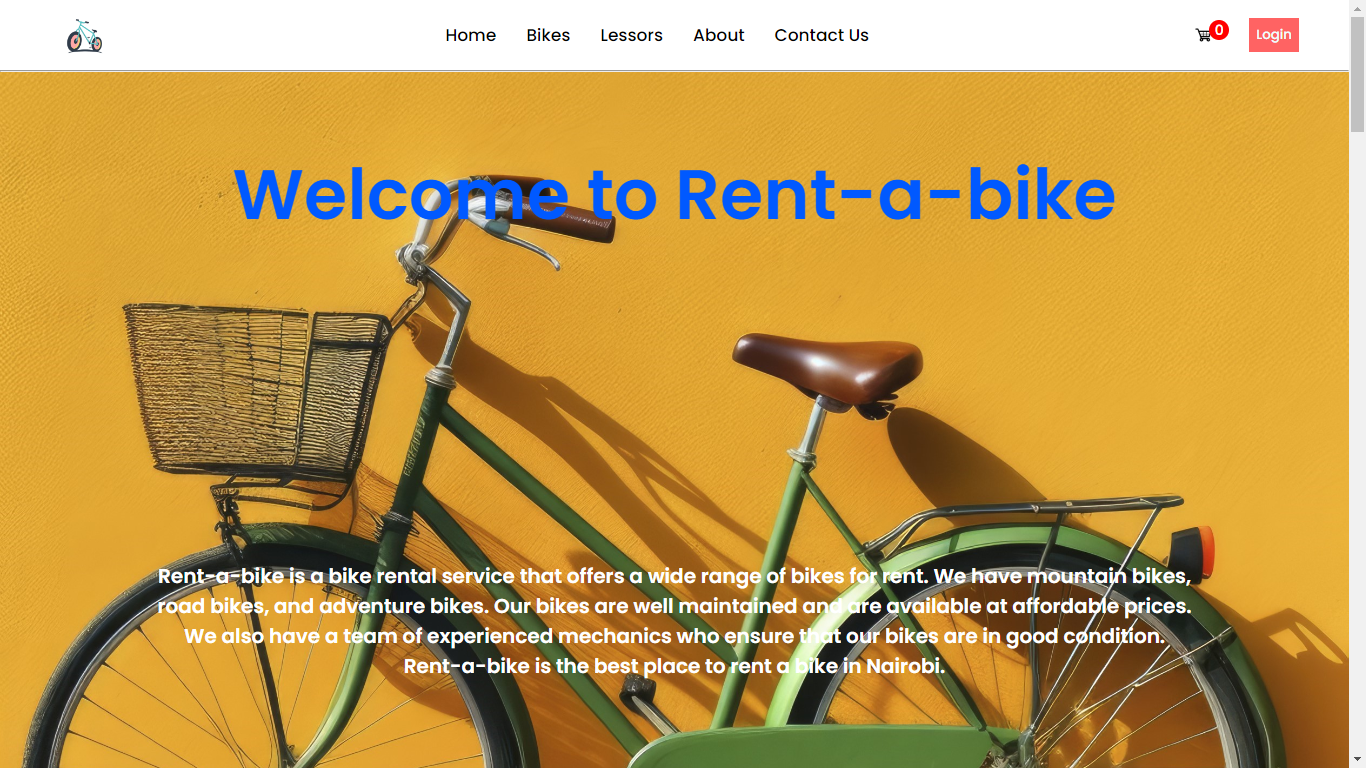 Home Bikes Lessors About Contact Us 0 Login
Welcome to Rent-a-bike
Rent-a-bike is a bike rental service that offers a wide range of bikes for rent. We have mountain bikes,
road bikes, and adventure bikes. Our bikes are well maintained and are available at affordable prices.
We also have a team of experienced mechanics who ensure that our bikes are in good condition.
Rent-a-bike is the best place to rent a bike in Nairobi.